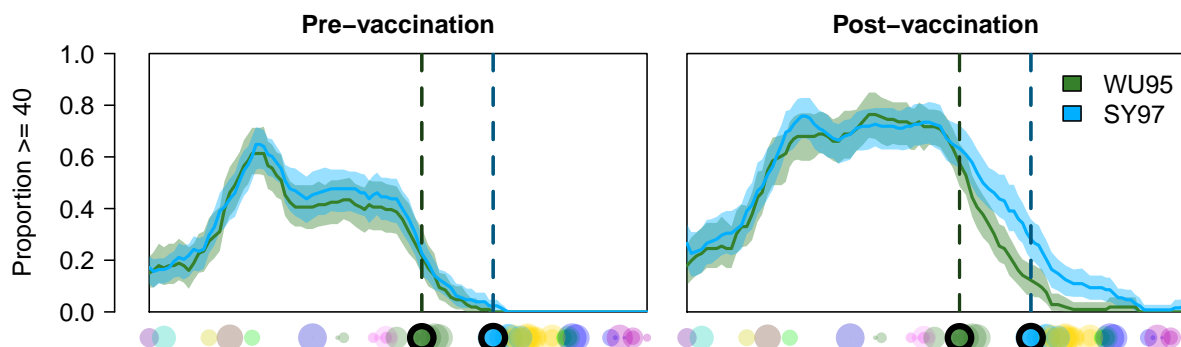 Pre−vaccination
Post−vaccination
Proportion >= 40
1.0
0.8
0.6
0.4
0.2
0.0
WU95
SY97